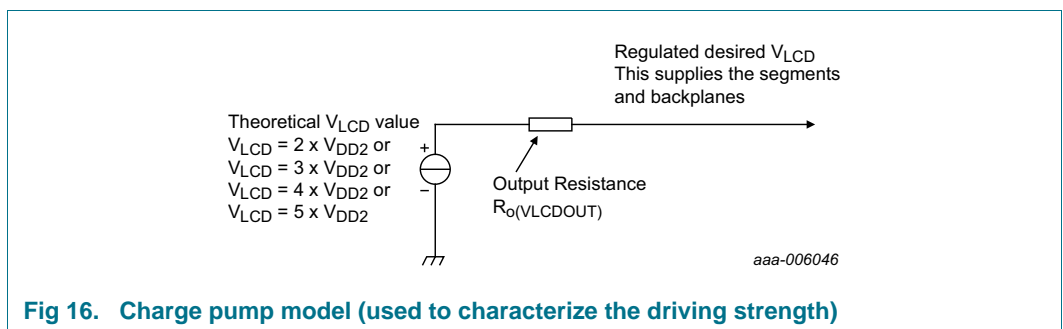 Regulated desired VLCD
This supplies the segments
and backplanes
Theoretical VLCD value
VLCD = 2 x VDD2 or
VLCD = 3 x VDD2 or
VLCD = 4 x VDD2 or
VLCD = 5 x VDD2
+
−
Output Resistance
Ro(VLCDOUT)
aaa-006046
Fig 16. Charge pump model (used to characterize the driving strength)